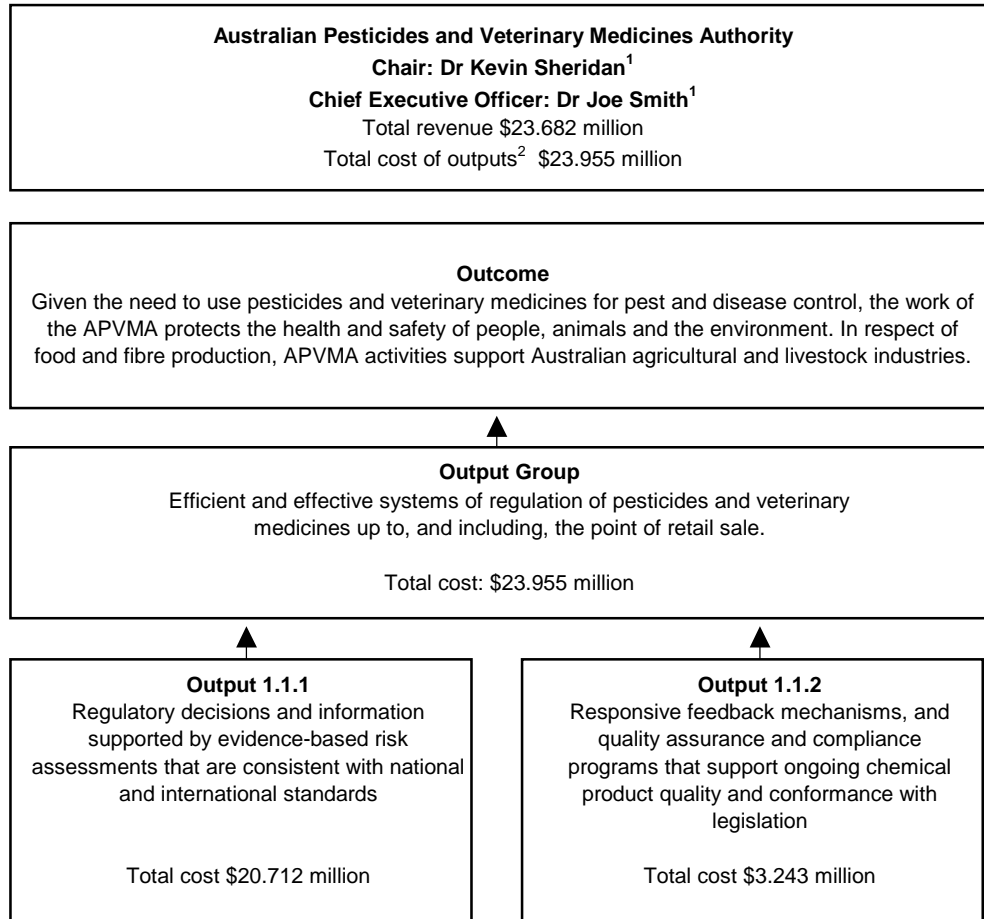 Australian Pesticides and Veterinary Medicines Authority
Chair: Dr Kevin Sheridan1
Chief Executive Officer: Dr Joe Smith1
Total revenue $23.682 million
Total cost of outputs2 $23.955 million
Outcome
Given the need to use pesticides and veterinary medicines for pest and disease control, the work of
the APVMA protects the health and safety of people, animals and the environment. In respect of
food and fibre production, APVMA activities support Australian agricultural and livestock industries.
Output Group
Efficient and effective systems of regulation of pesticides and veterinary
medicines up to, and including, the point of retail sale.
Total cost: $23.955 million
Output 1.1.1
Regulatory decisions and information
supported by evidence-based risk
assessments that are consistent with national
and international standards
Total cost $20.712 million
Output 1.1.2
Responsive feedback mechanisms, and
quality assurance and compliance
programs that support ongoing chemical
product quality and conformance with
legislation
Total cost $3.243 million